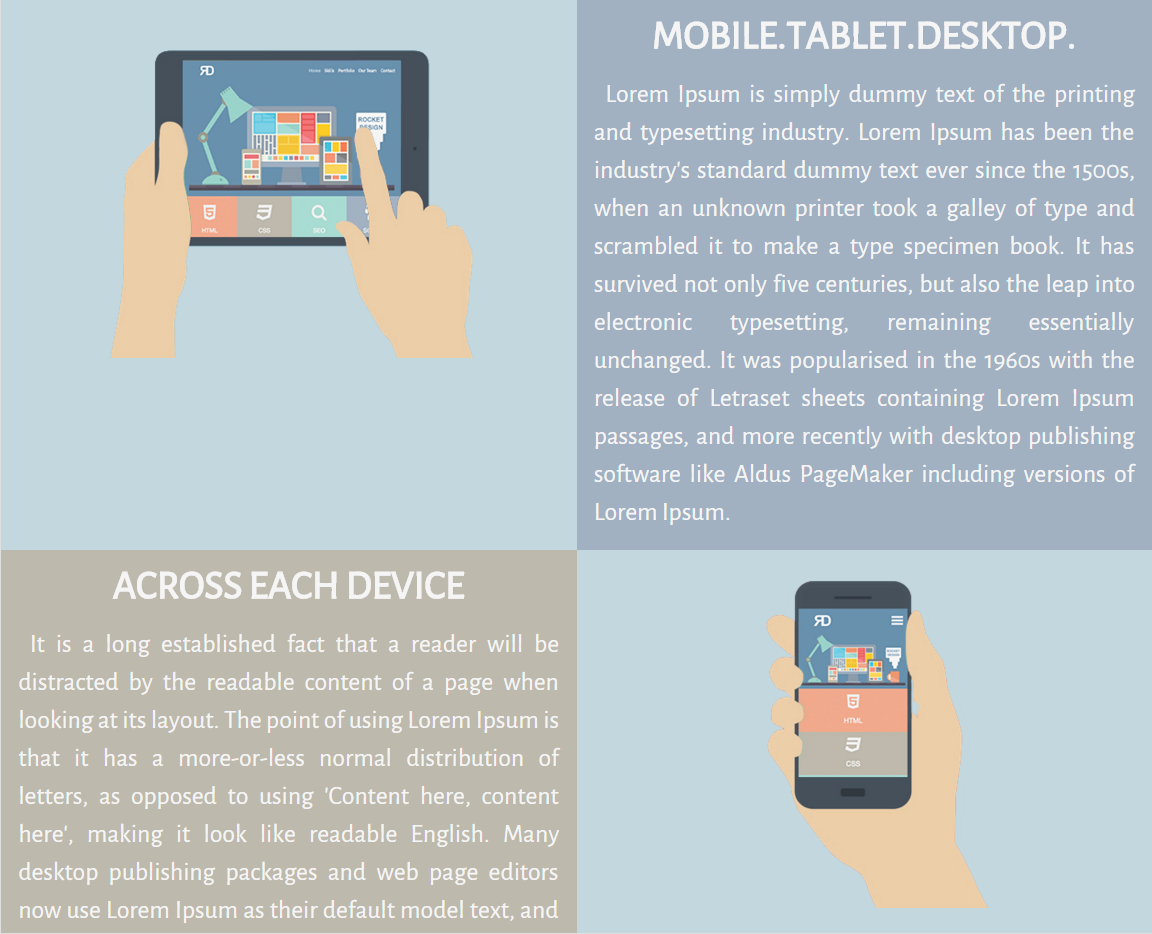 ЯD
Home Skills Portfolio Our Team Contact
ROCKET
DESIGN
HTML CSS SEO
MOBILE.TABLET.DESKTOP.
Lorem Ipsum is simply dummy text of the printing
and typesetting industry. Lorem Ipsum has been the
industry's standard dummy text ever since the 1500s,
when an unknown printer took a galley of type and
scrambled it to make a type specimen book. It has
survived not only five centuries, but also the leap into
electronic typesetting, remaining essentially
unchanged. It was popularised in the 1960s with the
release of Letraset sheets containing Lorem Ipsum
passages, and more recently with desktop publishing
software like Aldus PageMaker including versions of
Lorem Ipsum.
ACROSS EACH DEVICE
It is a long established fact that a reader will be
distracted by the readable content of a page when
looking at its layout. The point of using Lorem Ipsum is
that it has a more-or-less normal distribution of
letters, as opposed to using 'Content here, content
here', making it look like readable English. Many
desktop publishing packages and web page editors
now use Lorem Ipsum as their default model text, and
ЯD
HTML
CSS